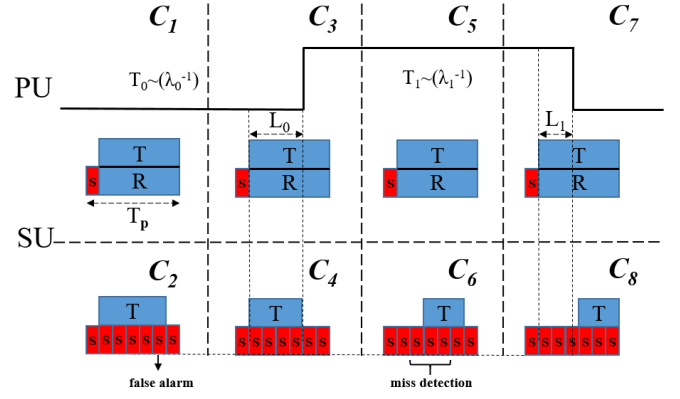 C1 C3 C5 C7
PU T0~(λ0-1) T1~(λ1-1)
L0 L1
T T T T
s R s R s R s R
Tp
SU
C2 C4 C6 C8
T T T T
s s s s s s s s s s s s s s s s s s s s s s s s s s s s
false alarm miss detection